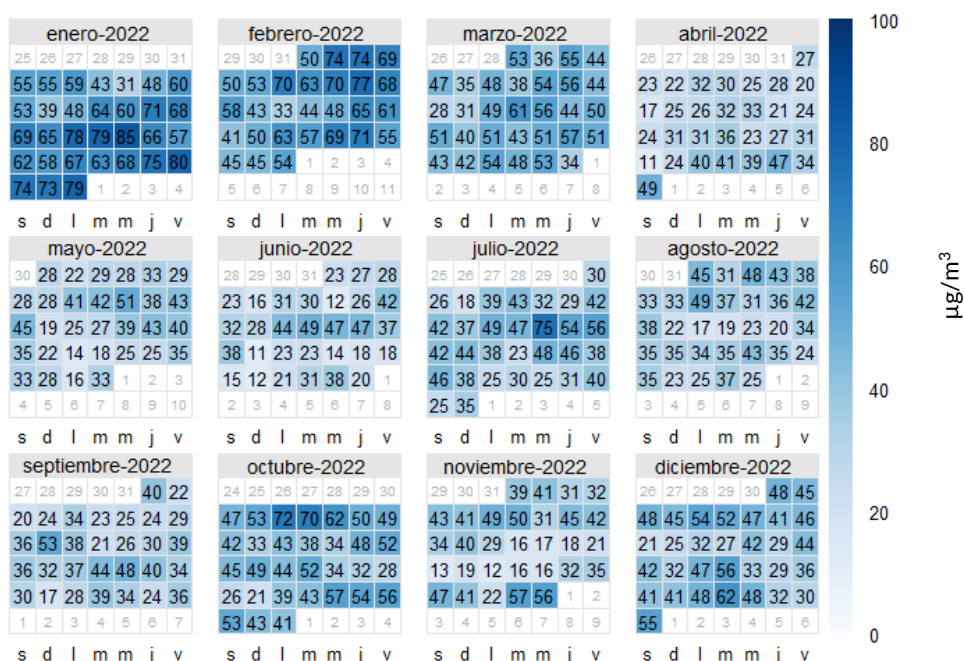 enero-2022
25 26 27 28 29 30 31
55 55 59 43 31 48 60
53 39 48 64 60 71 68
69 65 78 79 85 66 57
62 58 67 63 68 75 80
74 73 79 1 2 3 4
febrero-2022
29 30 31 50 74 74 69
50 53 70 63 70 77 68
58 43 33 44 48 65 61
41 50 63 57 69 71 55
45 45 54 1 2 3 4
5 6 7 8 9 10 11
marzo-2022
26 27 28 53 36 55 44
47 35 48 38 54 56 44
28 31 49 61 56 44 50
51 40 51 43 51 57 51
43 42 54 48 53 34 1
2 3 4 5 6 7 8
abril-2022
26 27 28 29 30 31 27
23 22 32 30 25 28 20
17 25 26 32 33 21 24
24 31 31 36 23 27 31
11 24 40 41 39 47 34
49 1 2 3 4 5 6
s d l m m j v
s d l m m j v
s d l m m j v
s d l m m j v
mayo-2022
30 28 22 29 28 33 29
28 28 41 42 51 38 43
45 19 25 27 39 43 40
35 22 14 18 25 25 35
33 28 16 33 1 2 3
4 5 6 7 8 9 10
junio-2022
28 29 30 31 23 27 28
23 16 31 30 12 26 42
32 28 44 49 47 47 37
38 11 23 23 14 18 18
15 12 21 31 38 20 1
2 3 4 5 6 7 8
julio-2022
25 26 27 28 29 30 30
26 18 39 43 32 29 42
42 37 49 47 75 54 56
42 44 38 23 48 46 38
46 38 25 30 25 31 40
25 35 1 2 3 4 5
agosto-2022
30 31 45 31 48 43 38
33 33 49 37 31 36 42
38 22 17 19 23 20 34
35 35 34 35 43 35 24
35 23 25 37 25 1 2
3 4 5 6 7 8 9
s d l m m j v
s d l m m j v
s d l m m j v
s d l m m j v
septiembre-2022
27 28 29 30 31 40 22
20 24 34 23 25 24 29
36 53 38 21 26 30 39
36 32 37 44 48 40 34
30 17 28 39 34 24 36
1 2 3 4 5 6 7
octubre-2022
24 25 26 27 28 29 30
47 53 72 70 62 50 49
42 33 43 38 34 48 52
45 49 44 52 34 32 28
26 21 39 43 57 54 56
53 43 41 1 2 3 4
noviembre-2022
29 30 31 39 41 31 32
43 41 49 50 31 45 42
34 40 29 16 17 18 21
13 19 12 16 16 32 35
47 41 22 57 56 1 2
3 4 5 6 7 8 9
diciembre-2022
26 27 28 29 30 48 45
48 45 54 52 47 41 46
21 25 32 27 42 29 44
42 32 47 56 33 29 36
41 41 48 62 48 32 30
55 1 2 3 4 5 6
s d l m m j v
s d l m m j v
s d l m m j v
s d l m m j v
100
80
60
40
20
0
µg/m³